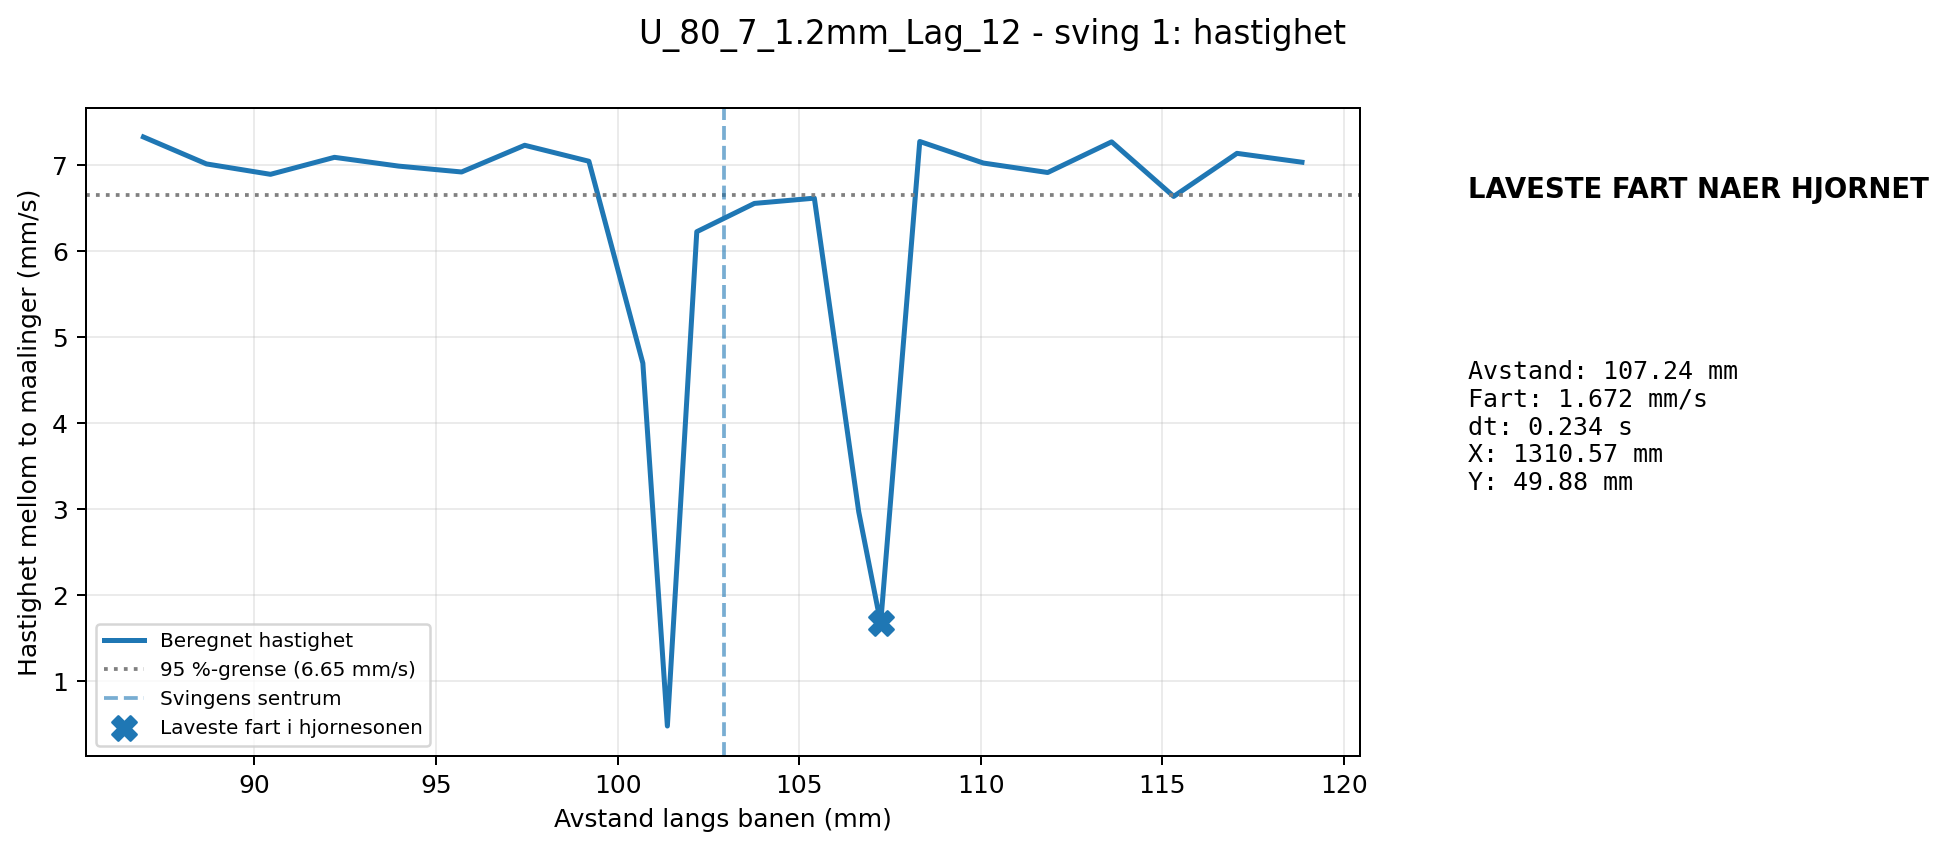 U_80_7_1.2mm_Lag_12 - sving 1: hastighet
Hastighet mellom to maalinger (mm/s)
7
6
5
4
3
2
1
Beregnet hastighet
95 %-grense (6.65 mm/s)
Svingens sentrum
Laveste fart i hjornesonen
90
95
100
105
110
115
120
Avstand langs banen (mm)
LAVESTE FART NAER HJORNET
Avstand: 107.24 mm
Fart: 1.672 mm/s
dt: 0.234 s
X: 1310.57 mm
Y: 49.88 mm